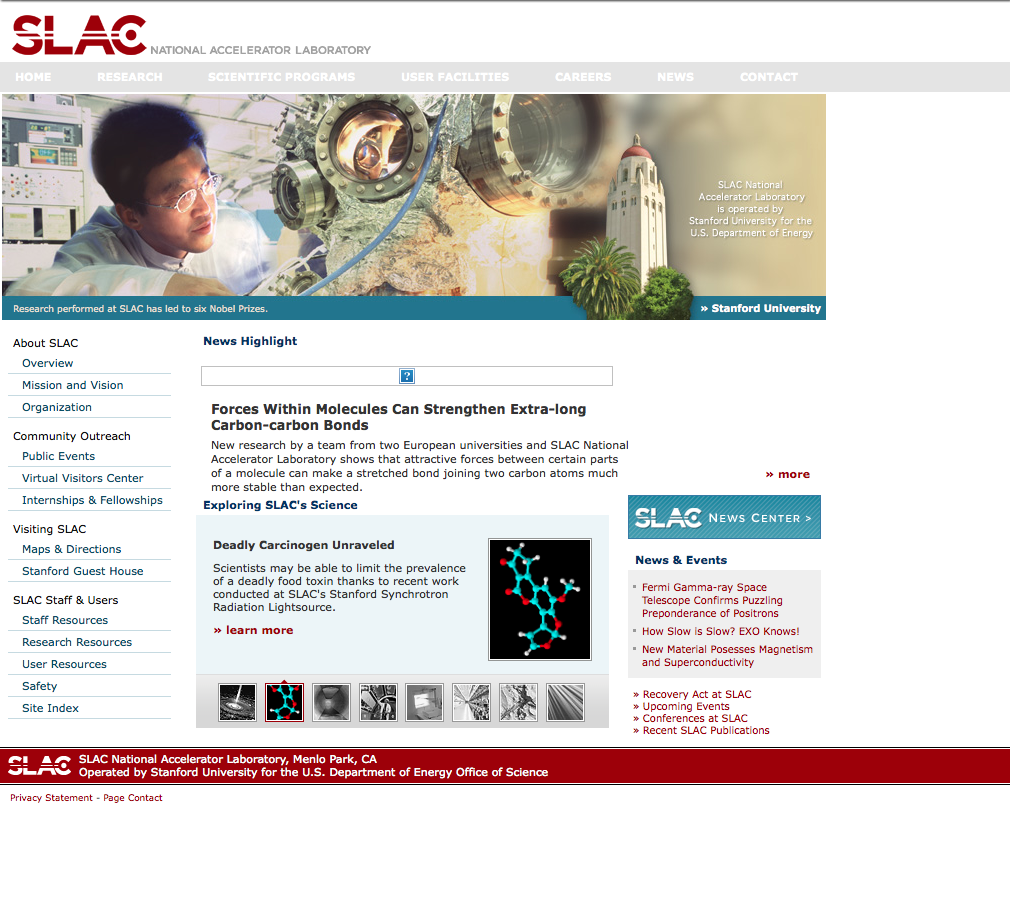 SLAC NATIONAL ACCELERATOR LABORATORY
HOME RESEARCH SCIENTIFIC PROGRAMS USER FACILITIES CAREERS NEWS CONTACT
SLAC National
Accelerator Laboratory
is operated by
Stanford University for the
U.S. Department of Energy
Research performed at SLAC has led to six Nobel Prizes.
» Stanford University
About SLAC
Overview
Mission and Vision
Organization
Community Outreach
Public Events
Virtual Visitors Center
Internships & Fellowships
Visiting SLAC
Maps & Directions
Stanford Guest House
SLAC Staff & Users
Staff Resources
Research Resources
User Resources
Safety
Site Index
News Highlight
?
Forces Within Molecules Can Strengthen Extra-long
Carbon-carbon Bonds
New research by a team from two European universities and SLAC National
Accelerator Laboratory shows that attractive forces between certain parts
of a molecule can make a stretched bond joining two carbon atoms much
more stable than expected.
» more
Exploring SLAC's Science
Deadly Carcinogen Unraveled
Scientists may be able to limit the prevalence
of a deadly food toxin thanks to recent work
conducted at SLAC's Stanford Synchrotron
Radiation Lightsource.
» learn more
SLAC NEWS CENTER >
News & Events
Fermi Gamma-ray Space
Telescope Confirms Puzzling
Preponderance of Positrons
How Slow is Slow? EXO Knows!
New Material Posesses Magnetism
and Superconductivity
» Recovery Act at SLAC
» Upcoming Events
» Conferences at SLAC
» Recent SLAC Publications
SLAC
SLAC National Accelerator Laboratory, Menlo Park, CA
Operated by Stanford University for the U.S. Department of Energy Office of Science
Privacy Statement - Page Contact